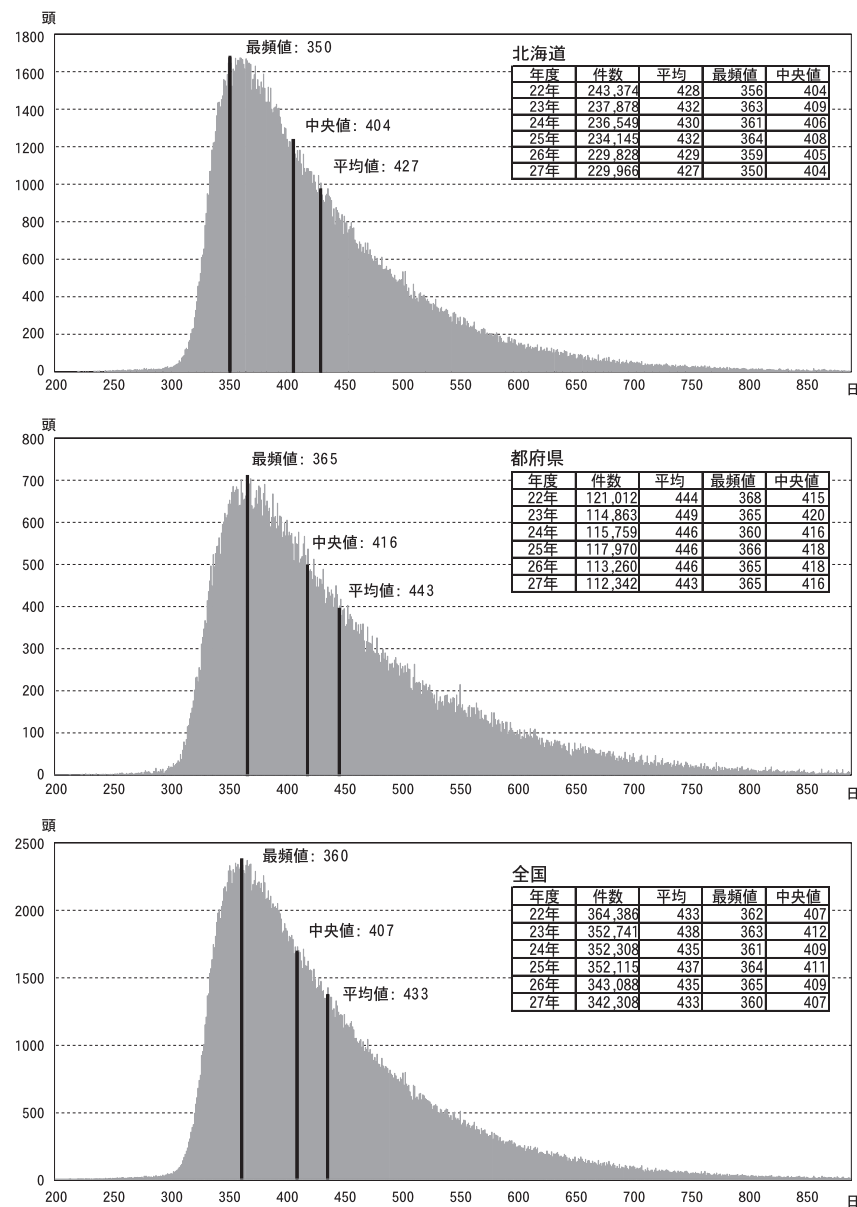 頭
1800
1600
1400
1200
1000
800
600
400
200
0
最頻値: 350
中央値: 404
平均値: 427
北海道
年度 件数 平均 最頻値 中央値
22年 243,374 428 356 404
23年 237,878 432 363 409
24年 236,549 430 361 406
25年 234,145 432 364 408
26年 229,828 429 359 405
27年 229,966 427 350 404
200 250 300 350 400 450 500 550 600 650 700 750 800 850 日
頭
800
700
600
500
400
300
200
100
0
最頻値: 365
中央値: 416
平均値: 443
都府県
年度 件数 平均 最頻値 中央値
22年 121,012 444 368 415
23年 114,863 449 365 420
24年 115,759 446 360 416
25年 117,970 446 366 418
26年 113,260 446 365 418
27年 112,342 443 365 416
200 250 300 350 400 450 500 550 600 650 700 750 800 850 日
頭
2500
2000
1500
1000
500
0
最頻値: 360
中央値: 407
平均値: 433
全国
年度 件数 平均 最頻値 中央値
22年 364,386 433 362 407
23年 352,741 438 363 412
24年 352,308 435 361 409
25年 352,115 437 364 411
26年 343,088 435 365 409
27年 342,308 433 360 407
200 250 300 350 400 450 500 550 600 650 700 750 800 850 日